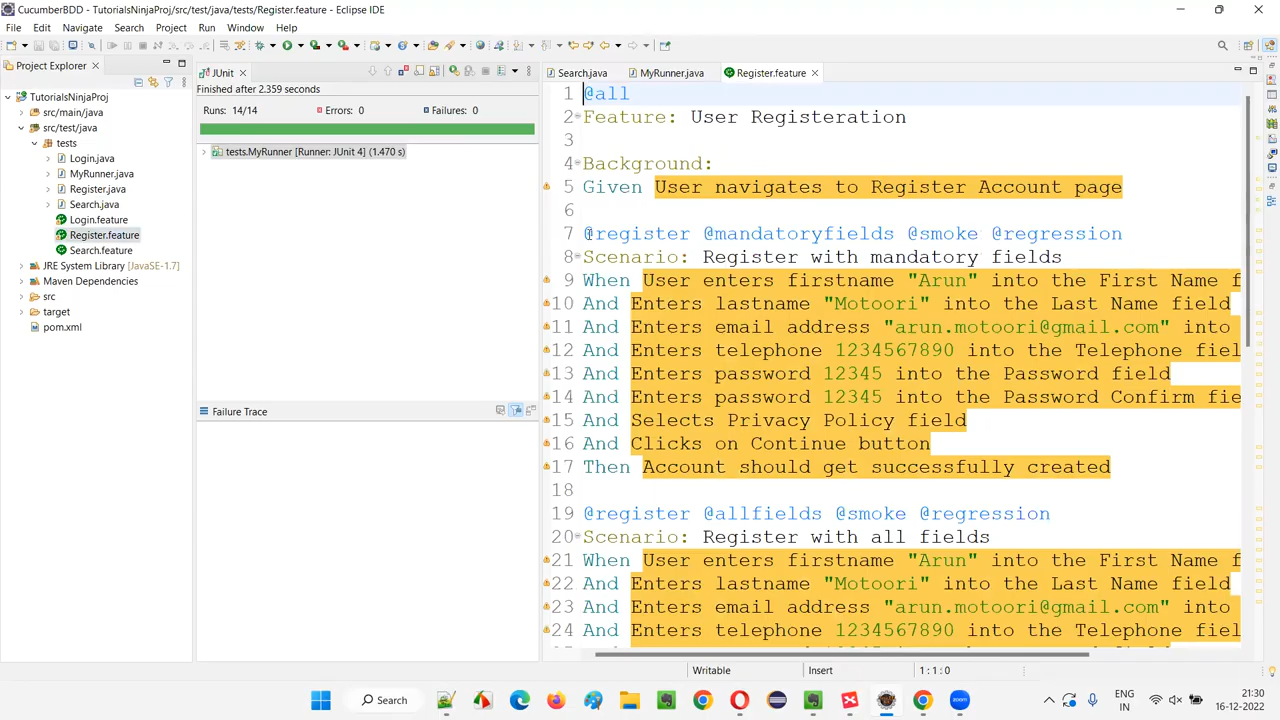 CucumberBDD - TutorialsNinjaProj/src/test/java/tests/Register.feature - Eclipse IDE
File Edit Navigate Search Project Run Window Help
Project Explorer
TutorialsNinjaProj
src/main/java
src/test/java
tests
Login.java
MyRunner.java
Register.java
Search.java
Login.feature
Register.feature
Search.feature
JRE System Library [JavaSE-1.7]
Maven Dependencies
src
target
pom.xml
JUnit
Finished after 2.359 seconds
Runs: 14/14 Errors: 0 Failures: 0
tests.MyRunner [Runner: JUnit 4] (1.470 s)
Failure Trace
Search.java MyRunner.java Register.feature
1 @all
2 Feature: User Registeration
3
4 Background:
5 Given User navigates to Register Account page
6
7 @register @mandatoryfields @smoke @regression
8 Scenario: Register with mandatory fields
9 When User enters firstname "Arun" into the First Name f
10 And Enters lastname "Motoori" into the Last Name field
11 And Enters email address "arun.motoori@gmail.com" into
12 And Enters telephone 1234567890 into the Telephone fiel
13 And Enters password 12345 into the Password field
14 And Enters password 12345 into the Password Confirm fie
15 And Selects Privacy Policy field
16 And Clicks on Continue button
17 Then Account should get successfully created
18
19 @register @allfields @smoke @regression
20 Scenario: Register with all fields
21 When User enters firstname "Arun" into the First Name f
22 And Enters lastname "Motoori" into the Last Name field
23 And Enters email address "arun.motoori@gmail.com" into
24 And Enters telephone 1234567890 into the Telephone fiel
Writable Insert 1 : 1 : 0
Search
ENG
IN
21:30
16-12-2022